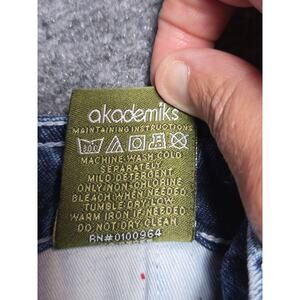 akademiks
MAINTAINING INSTRUCTIONS
30C
MACHINE WASH COLD
SEPARATELY
MILD DETERGENT
ONLY NON-CHLORINE
BLEACH WHEN NEEDED
TUMBLE DRY LOW
WARM IRON IF NEEDED
DO NOT DRY CLEAN
RN#0100964